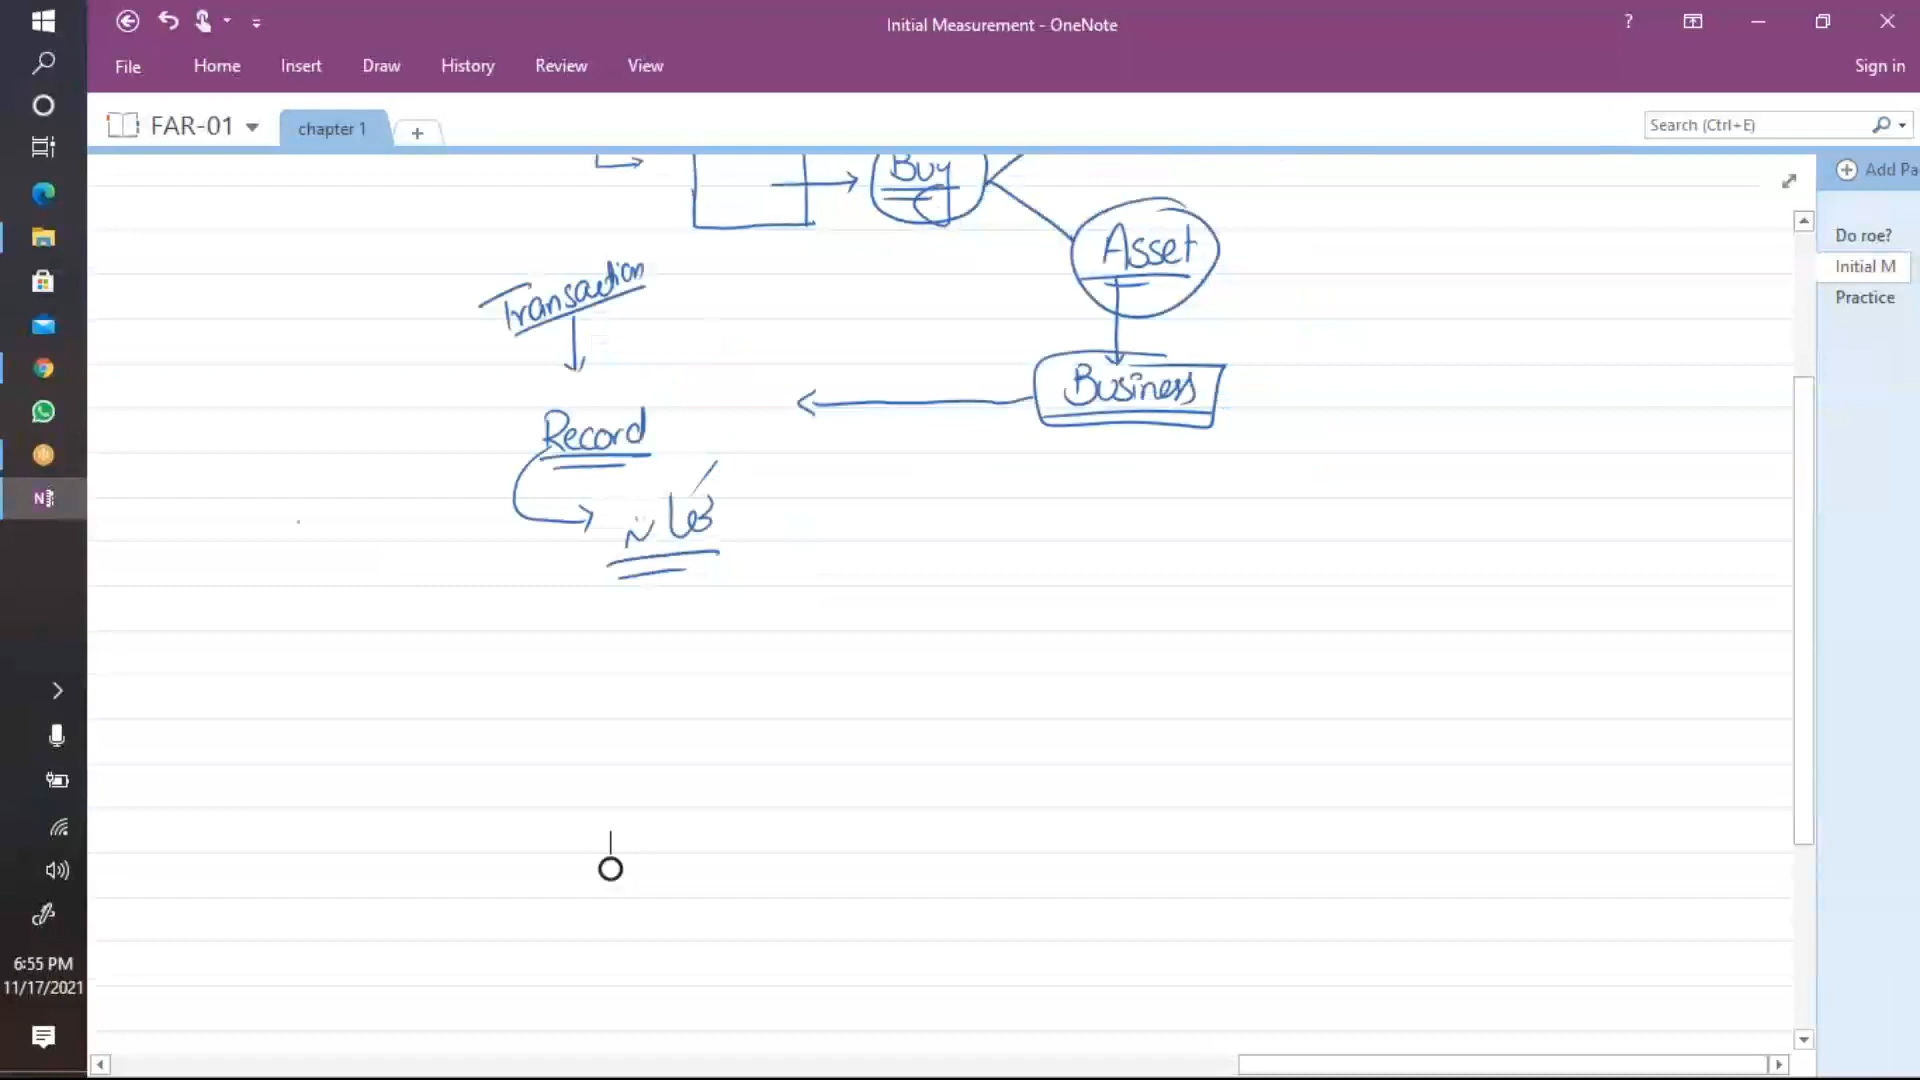 Initial Measurement - OneNote
?
File Home Insert Draw History Review View
Sign in
FAR-01
chapter 1
+
Search (Ctrl+E)
Add Pa
Do roe?
Initial M
Practice
Buy
Asset
Transaction
Business
Record
N
6:55 PM
11/17/2021